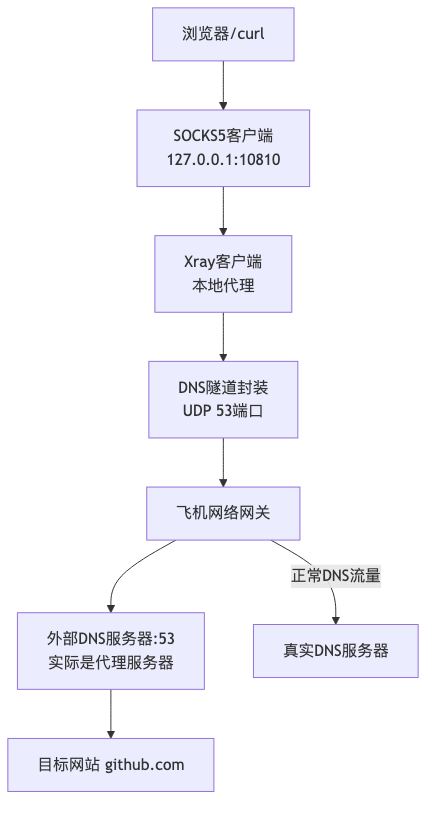 浏览器/curl
SOCKS5客户端
127.0.0.1:10810
Xray客户端
本地代理
DNS隧道封装
UDP 53端口
飞机网络网关
正常DNS流量
外部DNS服务器:53
实际是代理服务器
真实DNS服务器
目标网站 github.com